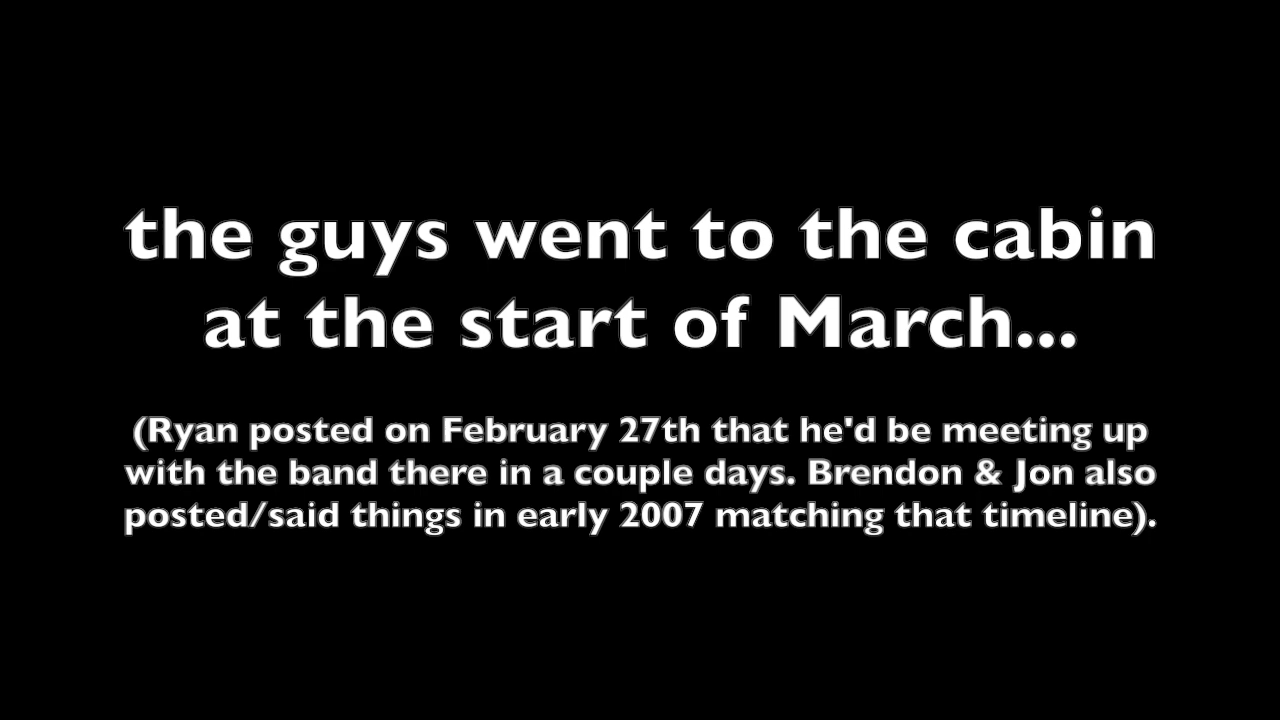 the guys went to the cabin
at the start of March...
(Ryan posted on February 27th that he'd be meeting up
with the band there in a couple days. Brendon & Jon also
posted/said things in early 2007 matching that timeline).